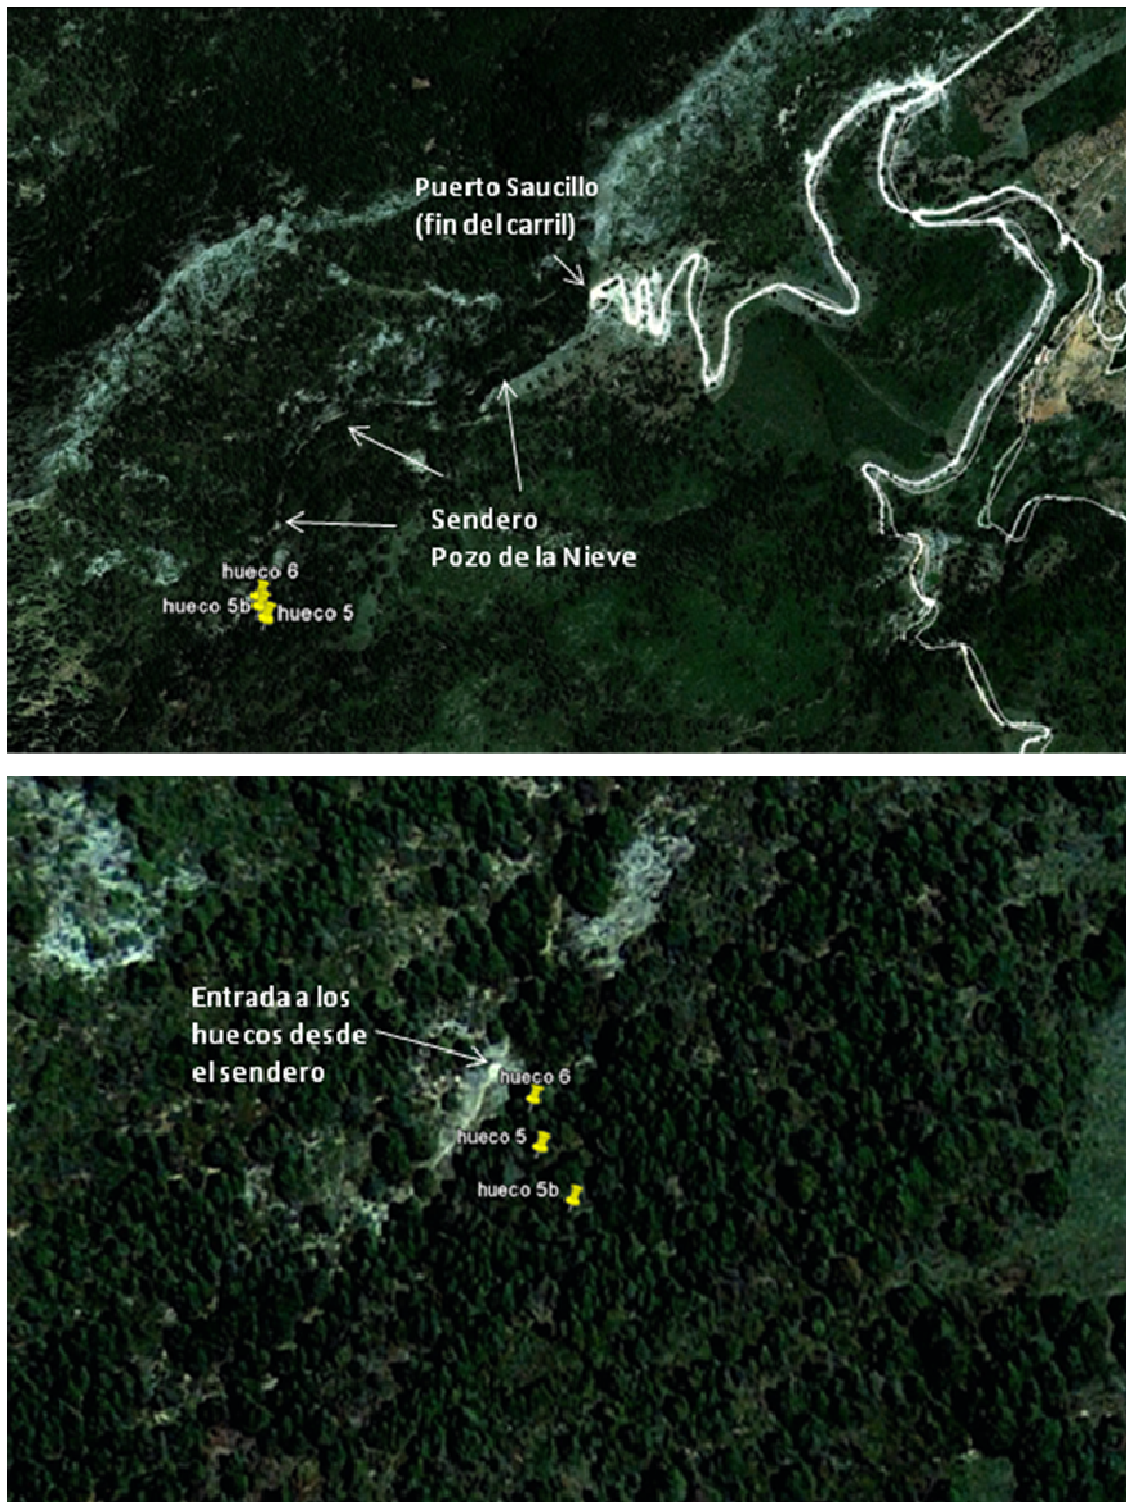 Puerto Saucillo
(fin del carril)
Sendero
Pozo de la Nieve
hueco 6
hueco 5b
hueco 5
Entrada a los
huecos desde
el sendero
hueco 6
hueco 5
hueco 5b